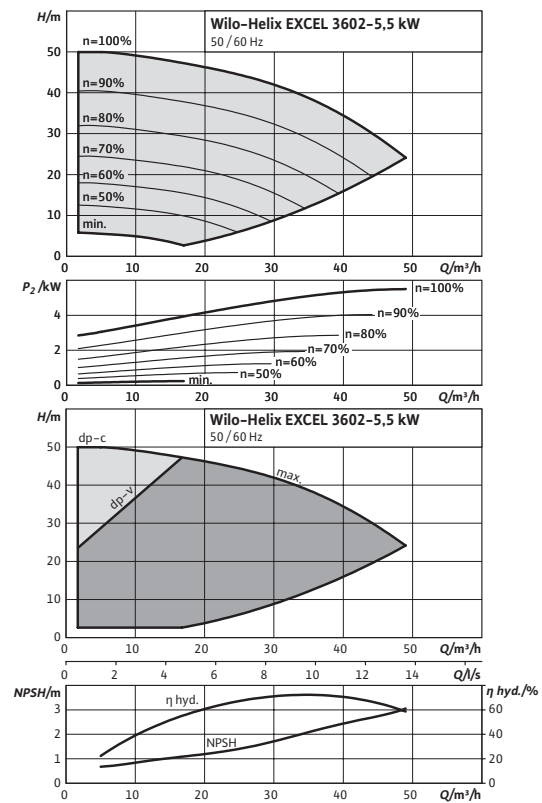 H/m
Wilo-Helix EXCEL 3602-5,5 kW
50/60 Hz
n=100%
50
n=90%
40
n=80%
30
n=70%
20
n=60%
n=50%
10
min.
0
0 10 20 30 40 50 Q/m³/h
P₂/kW
n=100%
4
n=90%
n=80%
2
n=70%
n=60%
n=50%
min.
0
0 10 20 30 40 50 Q/m³/h
H/m
Wilo-Helix EXCEL 3602-5,5 kW
50/60 Hz
dp-c
50
max.
40
dp-v
30
20
10
0
0 10 20 30 40 50 Q/m³/h
0 2 4 6 8 10 12 14 Q/l/s
NPSH/m
η hyd./%
η hyd.
3 60
2 40
NPSH
1 20
0 0
0 10 20 30 40 50 Q/m³/h